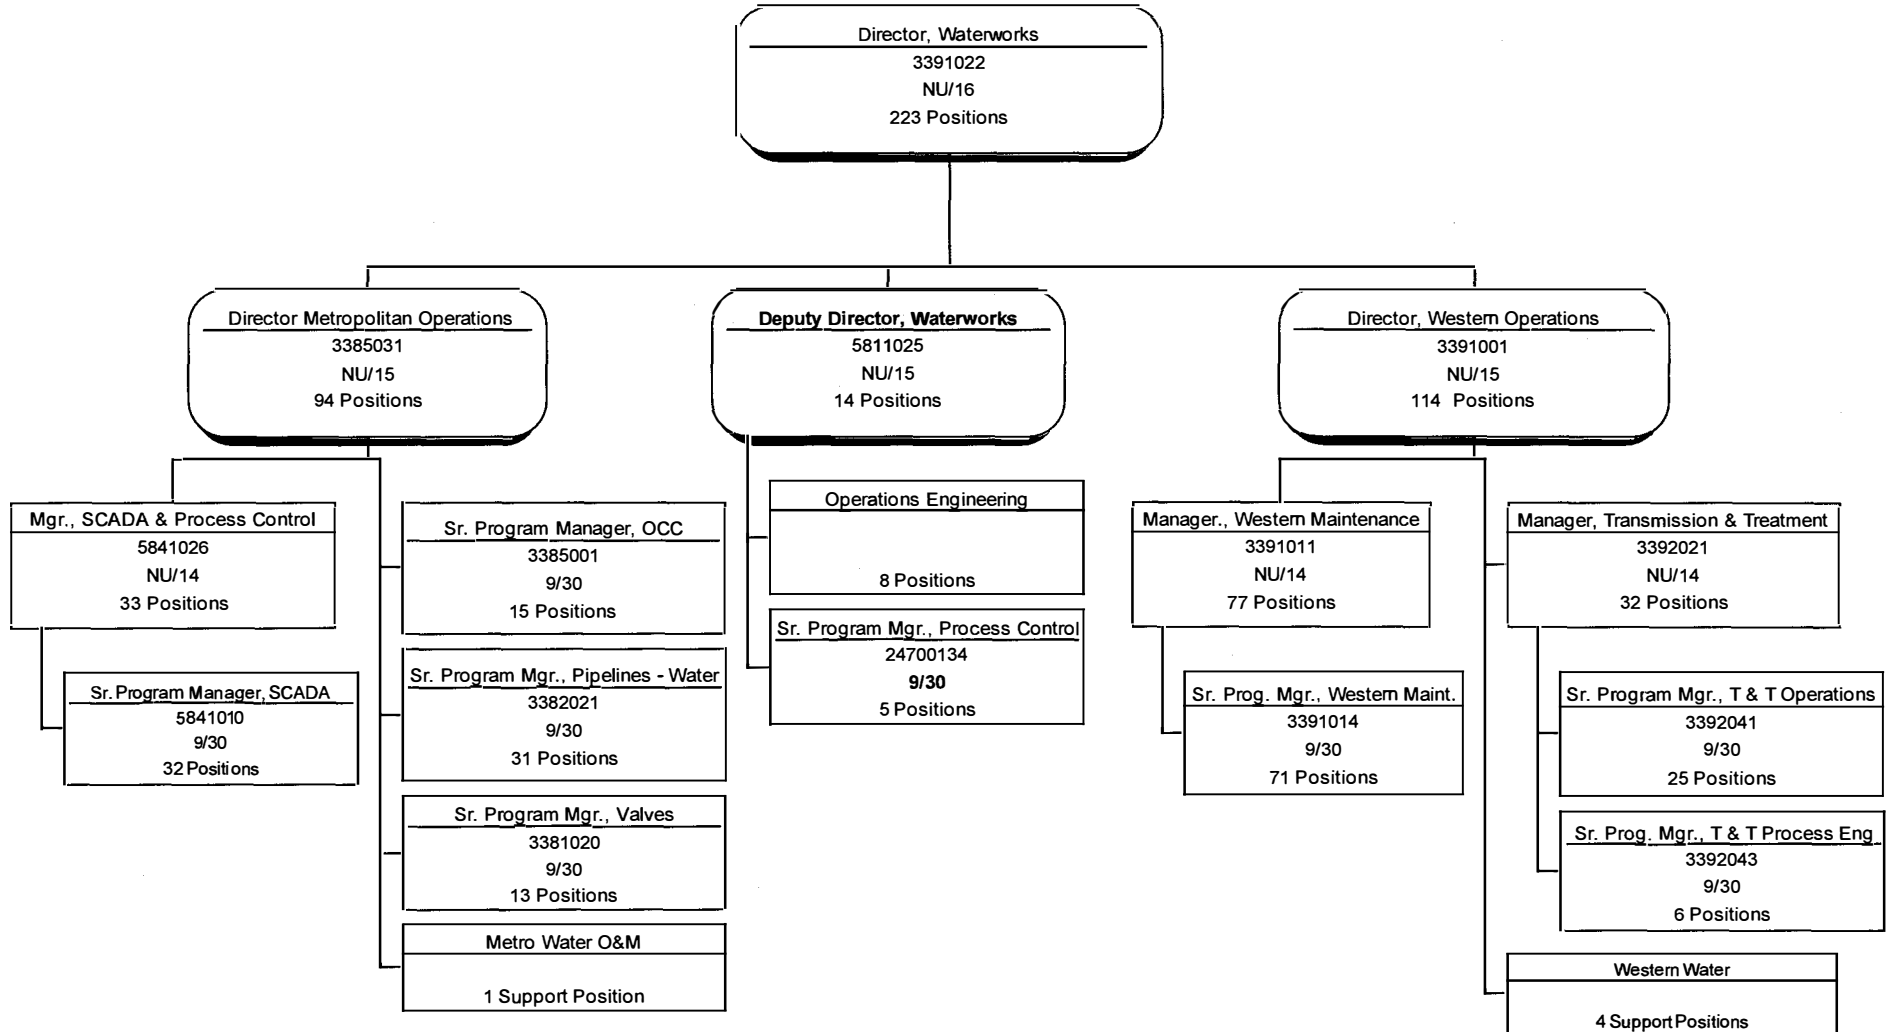 Director, Waterworks
3391022
NU/16
223 Positions
Director Metropolitan Operations
3385031
NU/15
94 Positions
Deputy Director, Waterworks
5811025
NU/15
14 Positions
Director, Western Operations
3391001
NU/15
114 Positions
Mgr., SCADA & Process Control
5841026
NU/14
33 Positions
Sr. Program Manager, SCADA
5841010
9/30
32 Positions
Sr. Program Manager, OCC
3385001
9/30
15 Positions
Sr. Program Mgr., Pipelines - Water
3382021
9/30
31 Positions
Sr. Program Mgr., Valves
3381020
9/30
13 Positions
Metro Water O&M
1 Support Position
Operations Engineering
8 Positions
Sr. Program Mgr., Process Control
24700134
9/30
5 Positions
Manager., Western Maintenance
3391011
NU/14
77 Positions
Sr. Prog. Mgr., Western Maint.
3391014
9/30
71 Positions
Manager, Transmission & Treatment
3392021
NU/14
32 Positions
Sr. Program Mgr., T & T Operations
3392041
9/30
25 Positions
Sr. Prog. Mgr., T & T Process Eng
3392043
9/30
6 Positions
Western Water
4 Support Positions